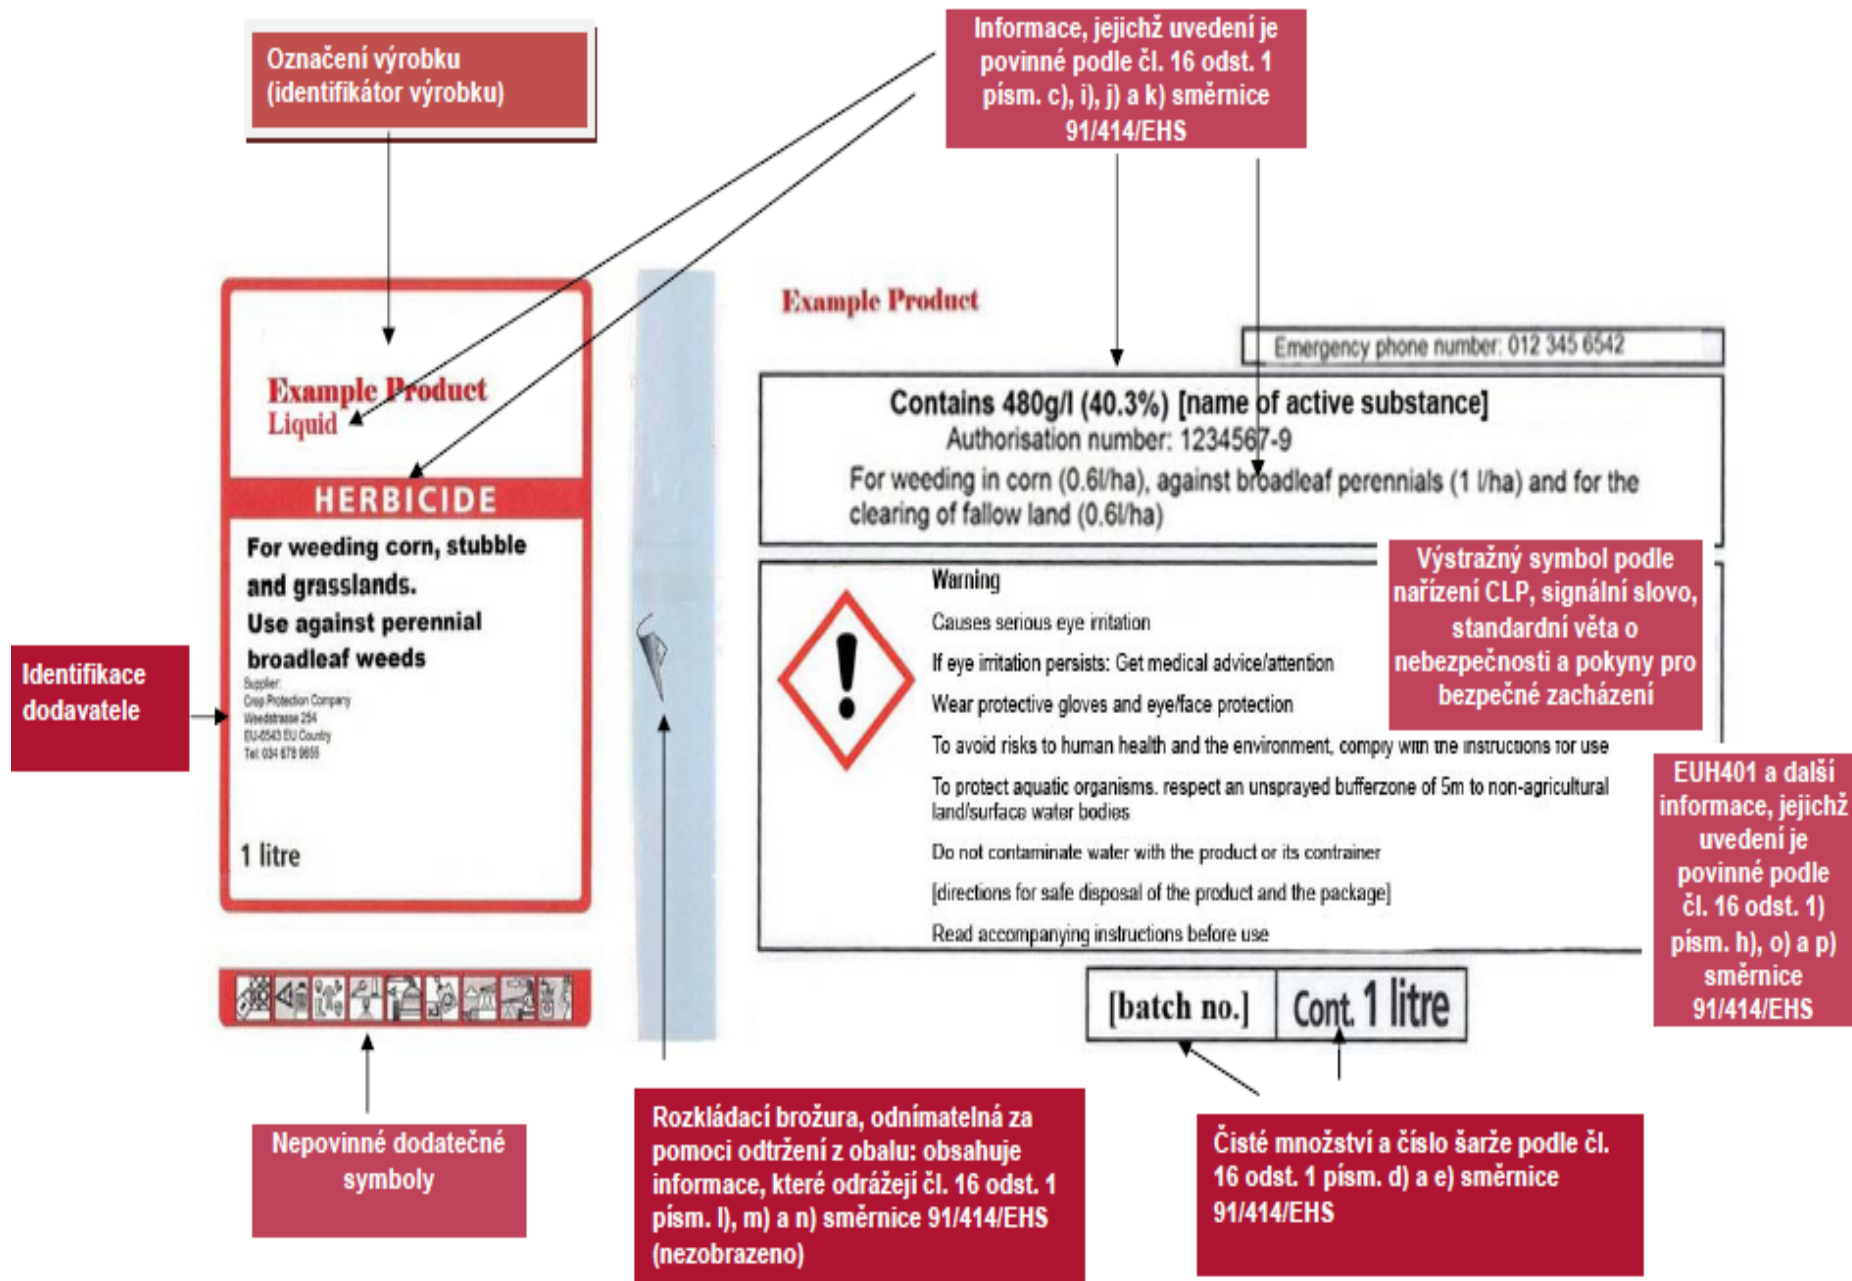 Označení výrobku
(identifikátor výrobku)
Informace, jejichž uvedení je
povinné podle čl. 16 odst. 1
písm. c), i), j) a k) směrnice
91/414/EHS
Example Product
Liquid
HERBICIDE
For weeding corn, stubble
and grasslands.
Use against perennial
broadleaf weeds
Supplier:
Crop Protection Company
Weedstrasse 254
EU-6543 EU Country
Tel: 034 678 9655
1 litre
Identifikace
dodavatele
Nepovinné dodatečné
symboly
Example Product
Emergency phone number: 012 345 6542
Contains 480g/l (40.3%) [name of active substance]
Authorisation number: 1234567-9
For weeding in corn (0.6l/ha), against broadleaf perennials (1 l/ha) and for the
clearing of fallow land (0.6l/ha)
Warning
Causes serious eye irritation
If eye irritation persists: Get medical advice/attention
Wear protective gloves and eye/face protection
To avoid risks to human health and the environment, comply with the instructions for use
To protect aquatic organisms. respect an unsprayed bufferzone of 5m to non-agricultural
land/surface water bodies
Do not contaminate water with the product or its contrainer
[directions for safe disposal of the product and the package]
Read accompanying instructions before use
Výstražný symbol podle
nařízení CLP, signální slovo,
standardní věta o
nebezpečnosti a pokyny pro
bezpečné zacházení
EUH401 a další
informace, jejichž
uvedení je
povinné podle
čl. 16 odst. 1)
písm. h), o) a p)
směrnice
91/414/EHS
[batch no.]
Cont. 1 litre
Rozkládací brožura, odnímatelná za
pomoci odtržení z obalu: obsahuje
informace, které odrážejí čl. 16 odst. 1
písm. l), m) a n) směrnice 91/414/EHS
(nezobrazeno)
Čisté množství a číslo šarže podle čl.
16 odst. 1 písm. d) a e) směrnice
91/414/EHS